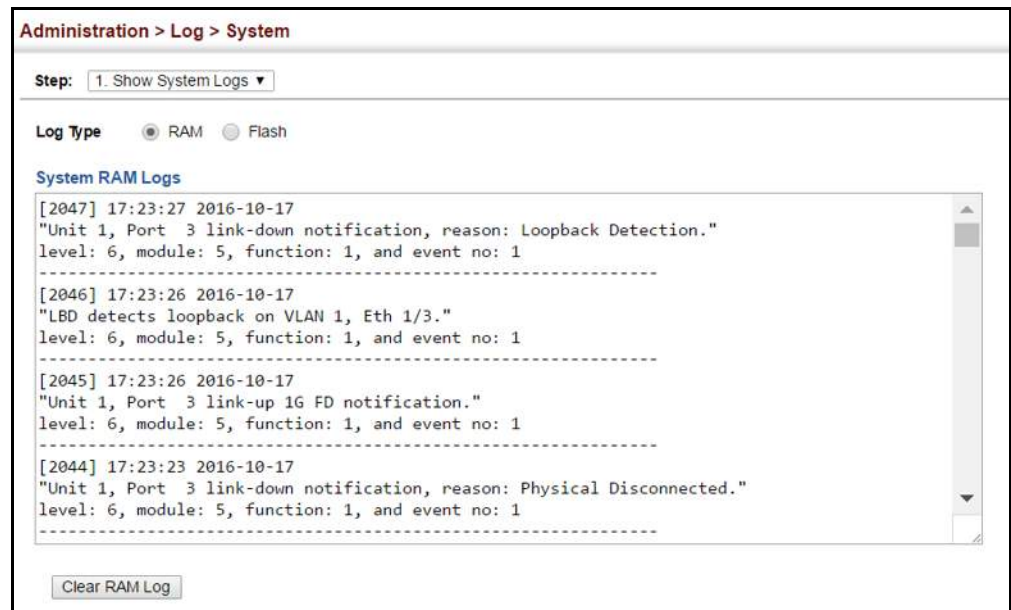 Administration > Log > System
Step: 1. Show System Logs ▼
Log Type RAM Flash
System RAM Logs
[2047] 17:23:27 2016-10-17
"Unit 1, Port  3 link-down notification, reason: Loopback Detection."
level: 6, module: 5, function: 1, and event no: 1
------------------------------------------------------------------
[2046] 17:23:26 2016-10-17
"LBD detects loopback on VLAN 1, Eth 1/3."
level: 6, module: 5, function: 1, and event no: 1
------------------------------------------------------------------
[2045] 17:23:26 2016-10-17
"Unit 1, Port  3 link-up 1G FD notification."
level: 6, module: 5, function: 1, and event no: 1
------------------------------------------------------------------
[2044] 17:23:23 2016-10-17
"Unit 1, Port  3 link-down notification, reason: Physical Disconnected."
level: 6, module: 5, function: 1, and event no: 1
------------------------------------------------------------------
Clear RAM Log